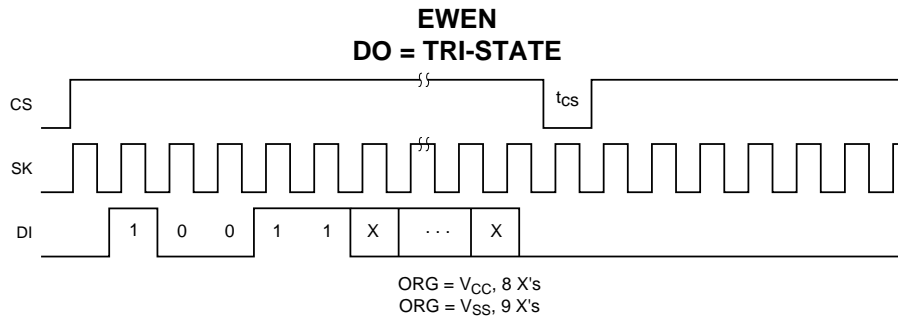 EWEN
DO = TRI-STATE
CS
tCS
SK
DI 1 0 0 1 1 X · · · X
ORG = VCC, 8 X's
ORG = VSS, 9 X's